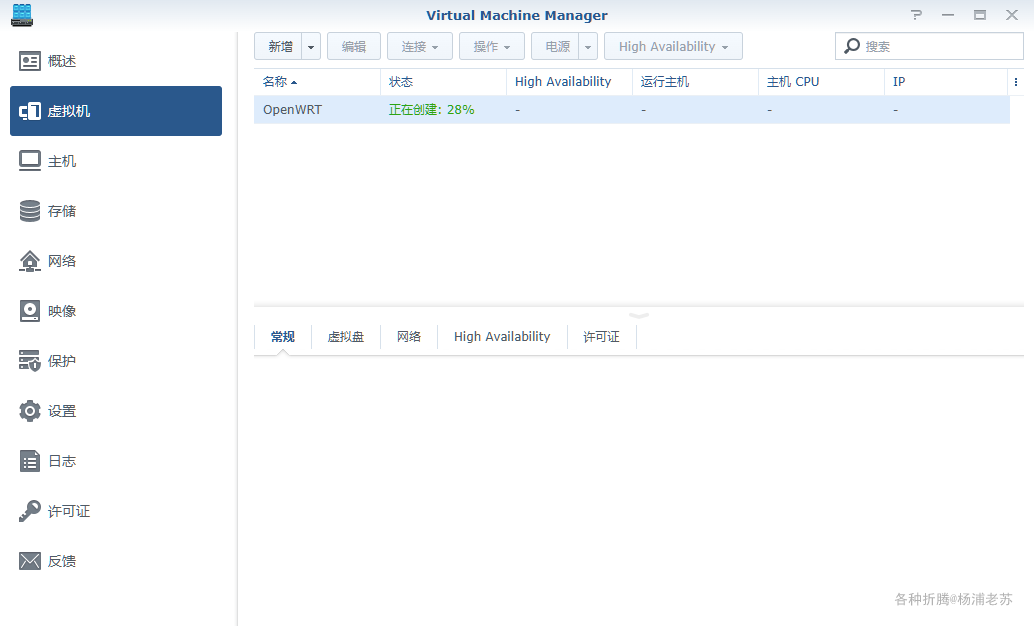 Virtual Machine Manager
概述
虚拟机
主机
存储
网络
映像
保护
设置
日志
许可证
反馈
新增 编辑 连接 操作 电源 High Availability 搜索
名称 状态 High Availability 运行主机 主机 CPU IP
OpenWRT 正在创建: 28% - - - -
常规 虚拟盘 网络 High Availability 许可证
各种折腾@杨浦老苏